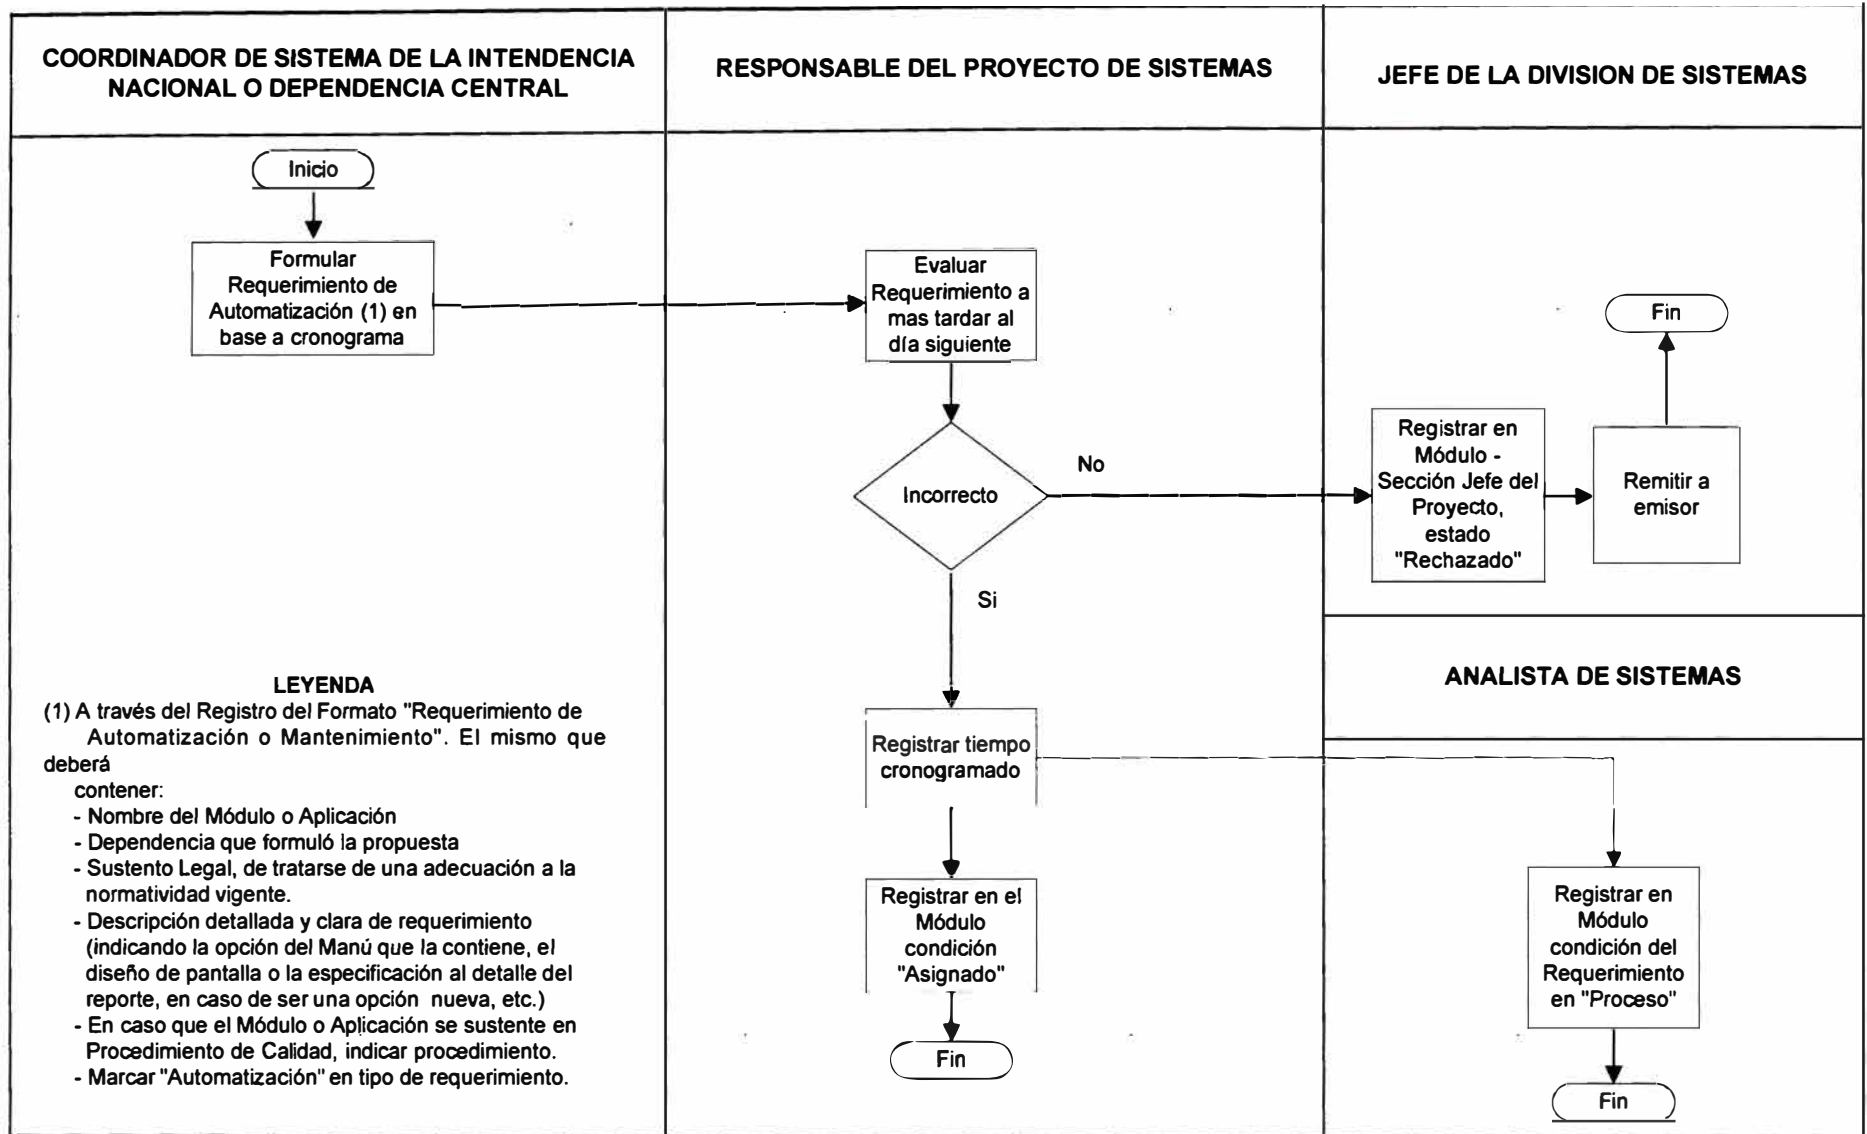 COORDINADOR DE SISTEMA DE LA INTENDENCIA
NACIONAL O DEPENDENCIA CENTRAL
RESPONSABLE DEL PROYECTO DE SISTEMAS
JEFE DE LA DIVISION DE SISTEMAS
Inicio
Formular
Requerimiento de
Automatización (1) en
base a cronograma
Evaluar
Requerimiento a
mas tardar al
día siguiente
Incorrecto
No
Si
Registrar en
Módulo -
Sección Jefe del
Proyecto,
estado
"Rechazado"
Remitir a
emisor
Fin
ANALISTA DE SISTEMAS
LEYENDA
(1) A través del Registro del Formato "Requerimiento de
Automatización o Mantenimiento". El mismo que
deberá
contener:
- Nombre del Módulo o Aplicación
- Dependencia que formuló la propuesta
- Sustento Legal, de tratarse de una adecuación a la
normatividad vigente.
- Descripción detallada y clara de requerimiento
(indicando la opción del Manú que la contiene, el
diseño de pantalla o la especificación al detalle del
reporte, en caso de ser una opción nueva, etc.)
- En caso que el Módulo o Aplicación se sustente en
Procedimiento de Calidad, indicar procedimiento.
- Marcar "Automatización" en tipo de requerimiento.
Registrar tiempo
cronogramado
Registrar en el
Módulo
condición
"Asignado"
Fin
Registrar en
Módulo
condición del
Requerimiento
en "Proceso"
Fin